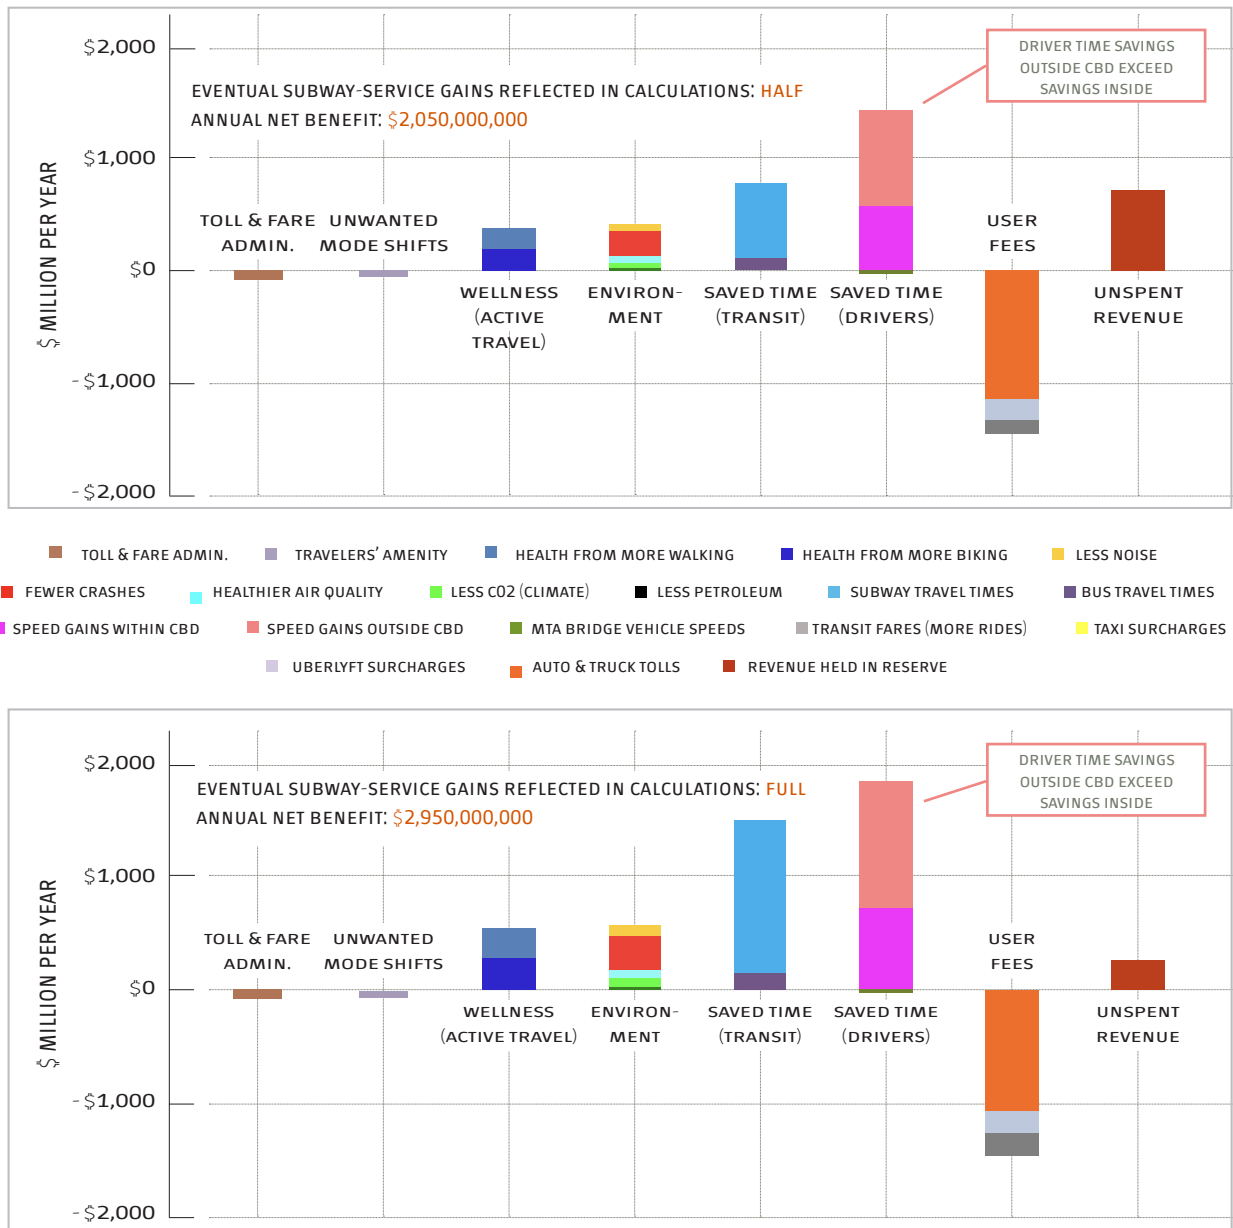 $2,000
DRIVER TIME SAVINGS
OUTSIDE CBD EXCEED
SAVINGS INSIDE
EVENTUAL SUBWAY-SERVICE GAINS REFLECTED IN CALCULATIONS: HALF
ANNUAL NET BENEFIT: $2,050,000,000
$1,000
$ MILLION PER YEAR
TOLL & FARE
ADMIN.
UNWANTED
MODE SHIFTS
USER
FEES
$0
WELLNESS
(ACTIVE
TRAVEL)
ENVIRON-
MENT
SAVED TIME
(TRANSIT)
SAVED TIME
(DRIVERS)
UNSPENT
REVENUE
-$1,000
-$2,000
TOLL & FARE ADMIN.
TRAVELERS' AMENITY
HEALTH FROM MORE WALKING
HEALTH FROM MORE BIKING
LESS NOISE
FEWER CRASHES
HEALTHIER AIR QUALITY
LESS CO2 (CLIMATE)
LESS PETROLEUM
SUBWAY TRAVEL TIMES
BUS TRAVEL TIMES
SPEED GAINS WITHIN CBD
SPEED GAINS OUTSIDE CBD
MTA BRIDGE VEHICLE SPEEDS
TRANSIT FARES (MORE RIDES)
TAXI SURCHARGES
UBERLYFT SURCHARGES
AUTO & TRUCK TOLLS
REVENUE HELD IN RESERVE
$2,000
DRIVER TIME SAVINGS
OUTSIDE CBD EXCEED
SAVINGS INSIDE
EVENTUAL SUBWAY-SERVICE GAINS REFLECTED IN CALCULATIONS: FULL
ANNUAL NET BENEFIT: $2,950,000,000
$1,000
$ MILLION PER YEAR
TOLL & FARE
ADMIN.
UNWANTED
MODE SHIFTS
USER
FEES
$0
WELLNESS
(ACTIVE TRAVEL)
ENVIRON-
MENT
SAVED TIME
(TRANSIT)
SAVED TIME
(DRIVERS)
UNSPENT
REVENUE
-$1,000
-$2,000